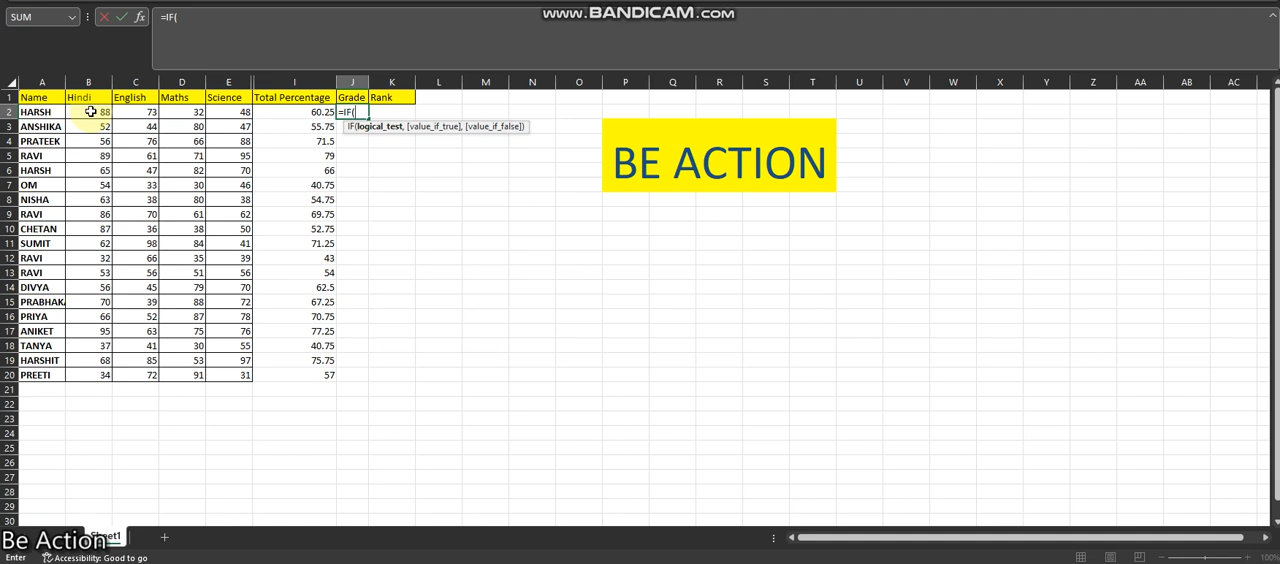 www.BANDICAM.com
SUM =IF(
A B C D E I J K L M N O P Q R S T U V W X Y Z AA AB AC
1 Name Hindi English Maths Science Total Percentage Grade Rank
2 HARSH 88 73 32 48 60.25 =IF(
IF(logical_test, [value_if_true], [value_if_false])
3 ANSHIKA 52 44 80 47 55.75
4 PRATEEK 56 76 66 88 71.5
5 RAVI 89 61 71 95 79
BE ACTION
6 HARSH 65 47 82 70 66
7 OM 54 33 30 46 40.75
8 NISHA 63 38 80 38 54.75
9 RAVI 86 70 61 62 69.75
10 CHETAN 87 36 38 50 52.75
11 SUMIT 62 98 84 41 71.25
12 RAVI 32 66 35 39 43
13 RAVI 53 56 51 56 54
14 DIVYA 56 45 79 70 62.5
15 PRABHAKA 70 39 88 72 67.25
16 PRIYA 66 52 87 78 70.75
17 ANIKET 95 63 75 76 77.25
18 TANYA 37 41 30 55 40.75
19 HARSHIT 68 85 53 97 75.75
20 PREETI 34 72 91 31 57
21
22
23
24
25
26
27
28
29
30
Be Action Sheet1
Enter Accessibility: Good to go 100%